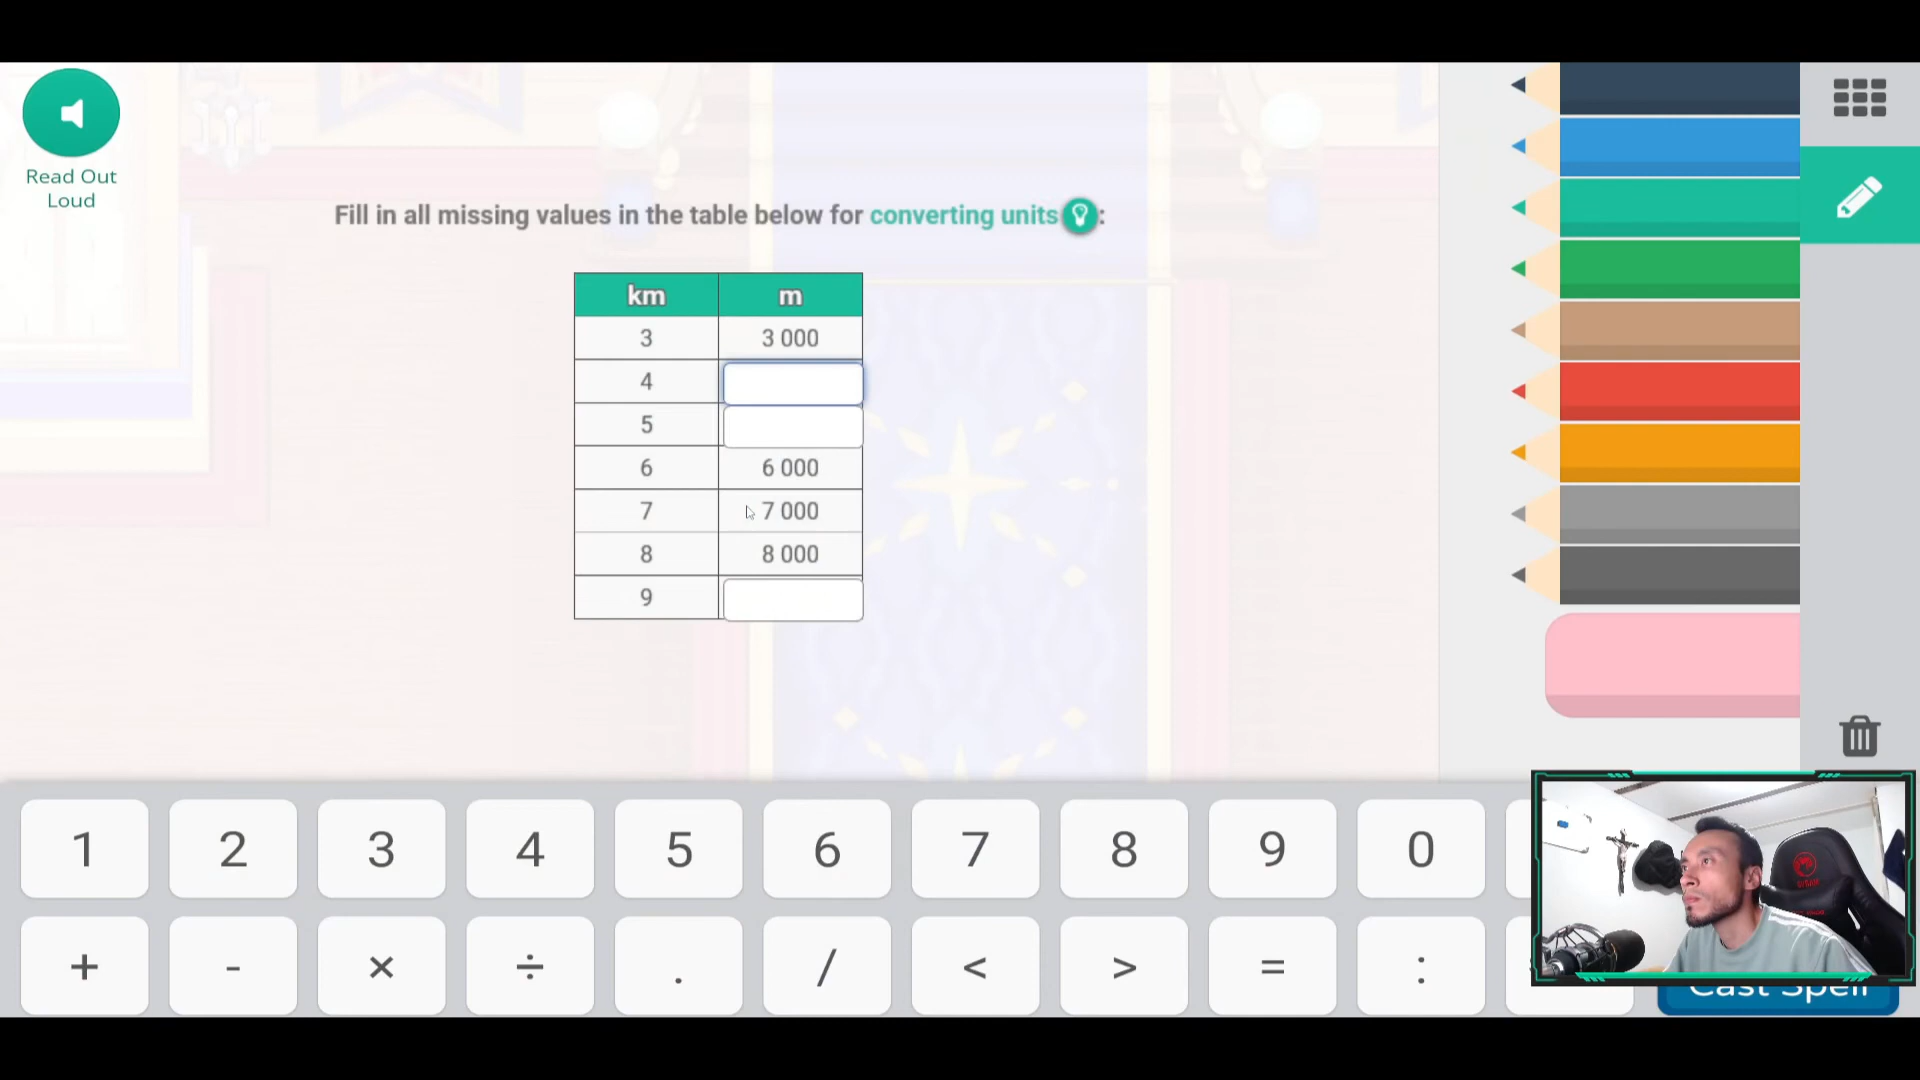 Read Out
Loud
Fill in all missing values in the table below for converting units :
km m
3 3 000
4
5
6 6 000
7 7 000
8 8 000
9
1 2 3 4 5 6 7 8 9 0
+ - × ÷ . / < > = :
Cast Spell